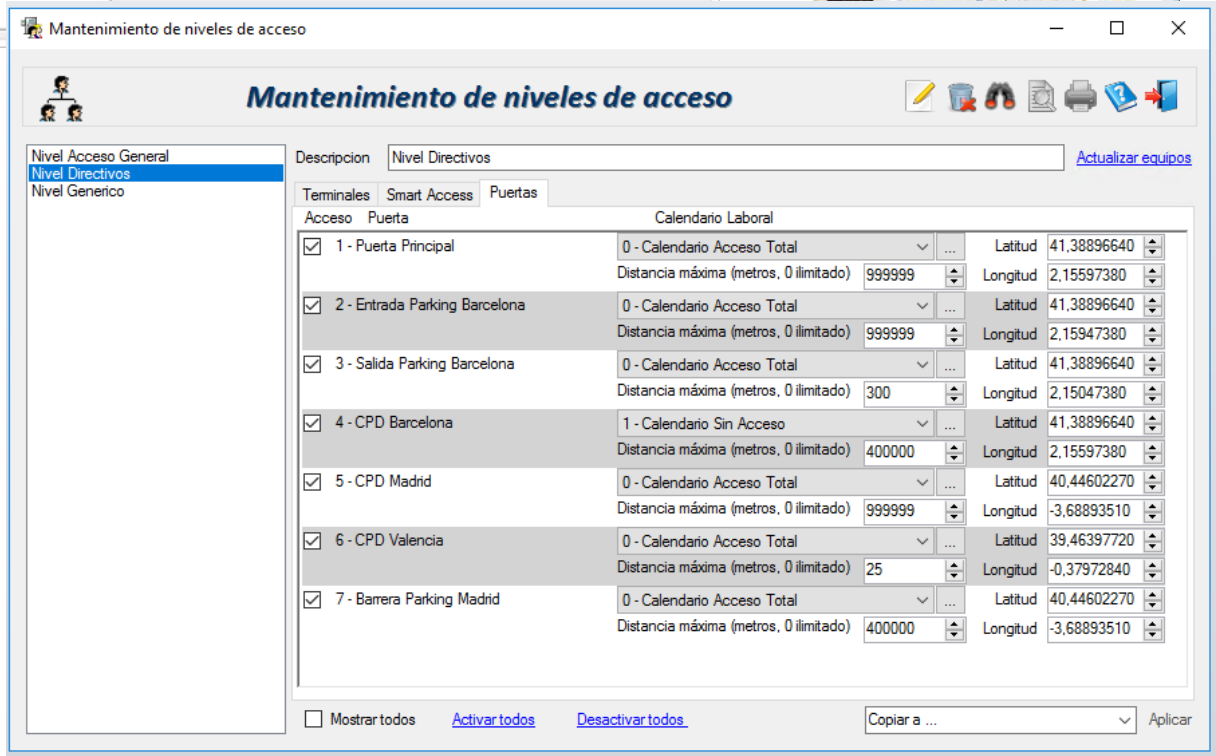 Mantenimiento de niveles de acceso
Mantenimiento de niveles de acceso
Nivel Acceso General
Nivel Directivos
Nivel Generico
Descripcion Nivel Directivos Actualizar equipos
Terminales Smart Access Puertas
Acceso Puerta Calendario Laboral
1 - Puerta Principal 0 - Calendario Acceso Total ... Latitud 41,38896640
Distancia máxima (metros, 0 ilimitado) 999999 Longitud 2,15597380
2 - Entrada Parking Barcelona 0 - Calendario Acceso Total ... Latitud 41,38896640
Distancia máxima (metros, 0 ilimitado) 999999 Longitud 2,15947380
3 - Salida Parking Barcelona 0 - Calendario Acceso Total ... Latitud 41,38896640
Distancia máxima (metros, 0 ilimitado) 300 Longitud 2,15047380
4 - CPD Barcelona 1 - Calendario Sin Acceso ... Latitud 41,38896640
Distancia máxima (metros, 0 ilimitado) 400000 Longitud 2,15597380
5 - CPD Madrid 0 - Calendario Acceso Total ... Latitud 40,44602270
Distancia máxima (metros, 0 ilimitado) 999999 Longitud -3,68893510
6 - CPD Valencia 0 - Calendario Acceso Total ... Latitud 39,46397720
Distancia máxima (metros, 0 ilimitado) 25 Longitud -0,37972840
7 - Barrera Parking Madrid 0 - Calendario Acceso Total ... Latitud 40,44602270
Distancia máxima (metros, 0 ilimitado) 400000 Longitud -3,68893510
Mostrar todos Activar todos Desactivar todos Copiar a ... Aplicar